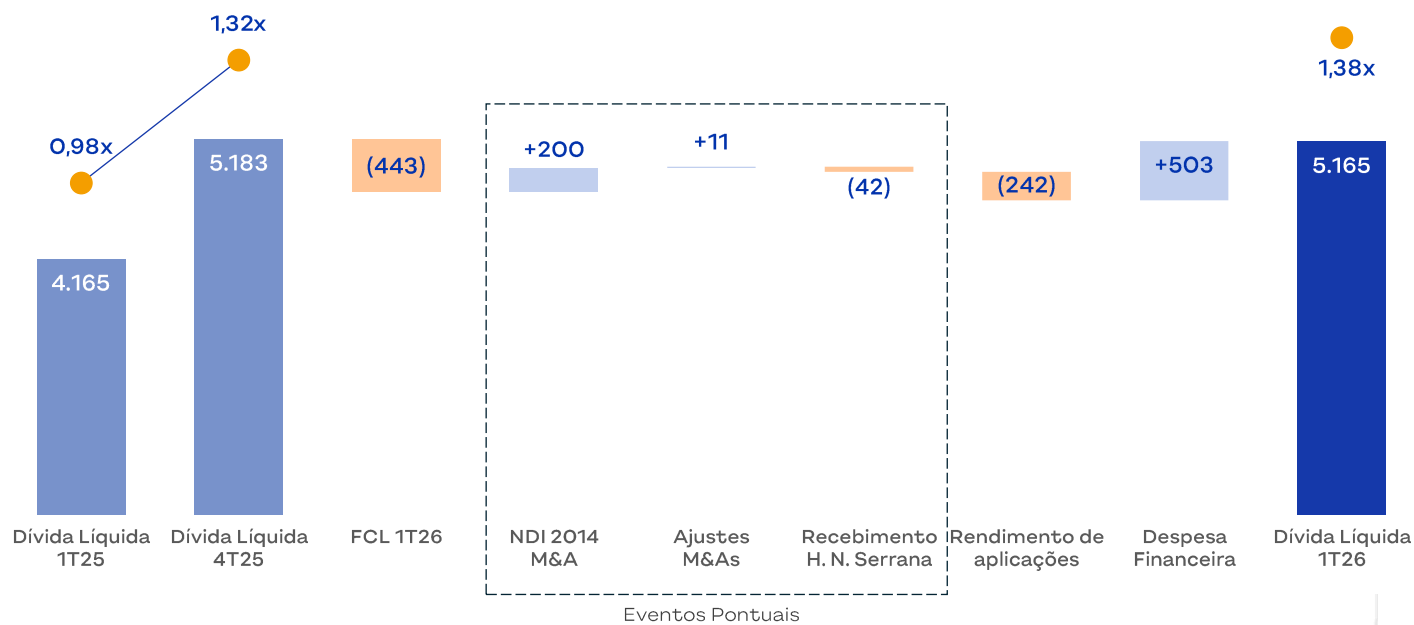 1,32x
1,38x
0,98x
5.183
(443)
+200
+11
(42)
(242)
+503
5.165
4.165
Dívida Líquida
1T25
Dívida Líquida
4T25
FCL 1T26
NDI 2014
M&A
Ajustes
M&As
Recebimento
H. N. Serrana
Rendimento de
aplicações
Despesa
Financeira
Dívida Líquida
1T26
Eventos Pontuais